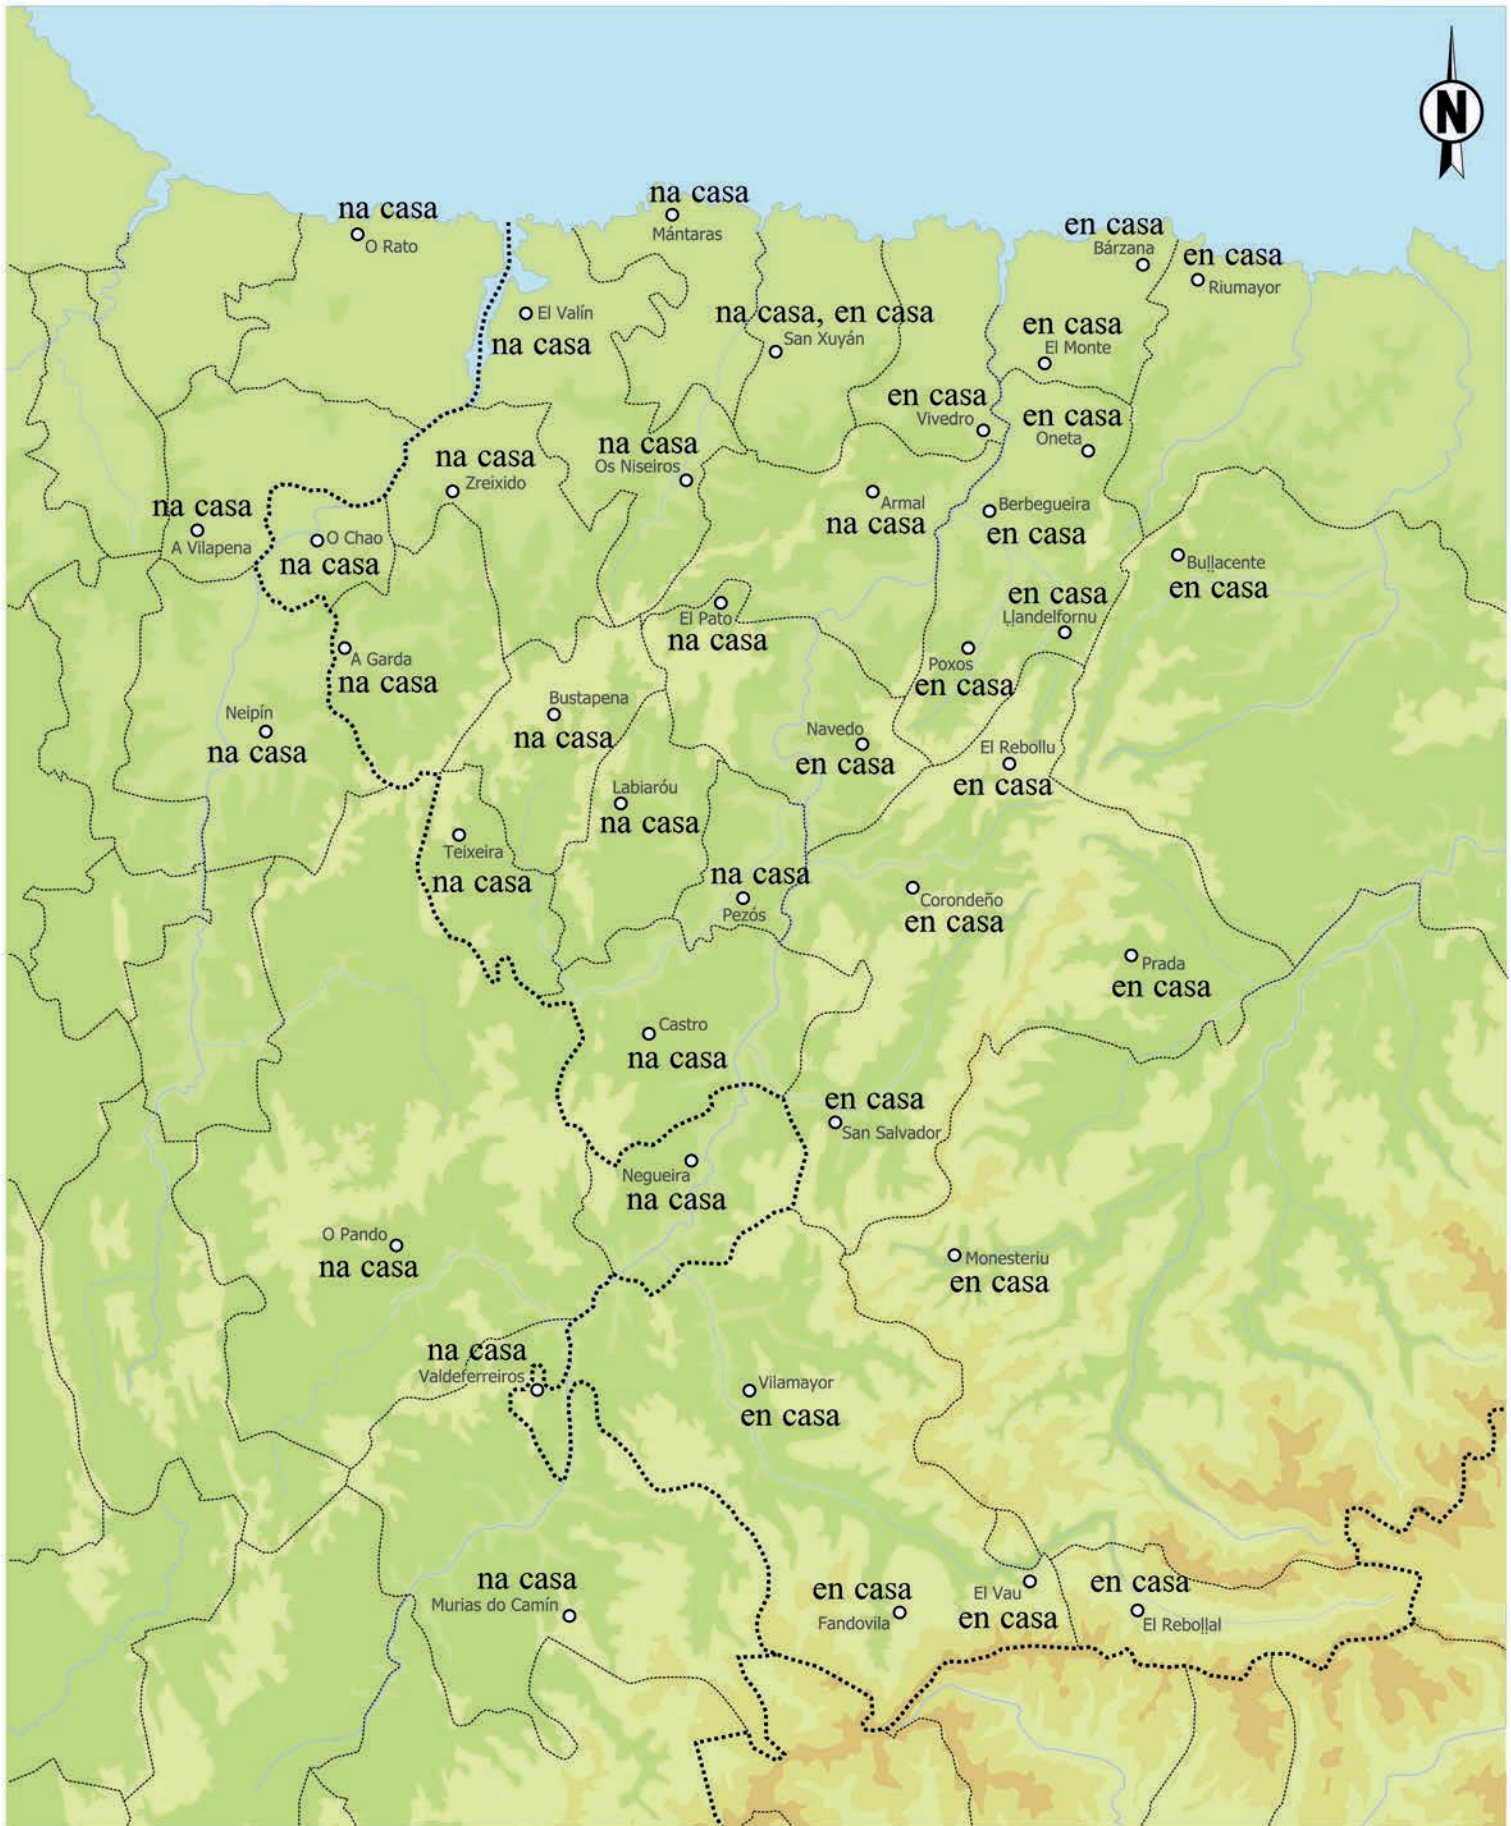 N
na casa
O Rato
na casa
Mántaras
en casa
Bárzana
en casa
Riumayor
El Valín
na casa
na casa, en casa
San Xuyán
en casa
El Monte
en casa
Vivedro
en casa
Oneta
na casa
Zreixido
na casa
Os Niseiros
Armal
na casa
Berbegueira
en casa
na casa
A Vilapena
O Chao
na casa
Buḷḷacente
en casa
El Pato
na casa
en casa
Ḷḷandelfornu
A Garda
na casa
Poxos
en casa
Neipín
na casa
Bustapena
na casa
Navedo
en casa
El Rebollu
en casa
Labiaróu
na casa
Teixeira
na casa
na casa
Pezós
Corondeño
en casa
Prada
en casa
Castro
na casa
en casa
San Salvador
Negueira
na casa
O Pando
na casa
Monesteriu
en casa
na casa
Valdeferreiros
Vilamayor
en casa
na casa
Murias do Camín
en casa
Fandovila
El Vau
en casa
en casa
El Reboḷḷal